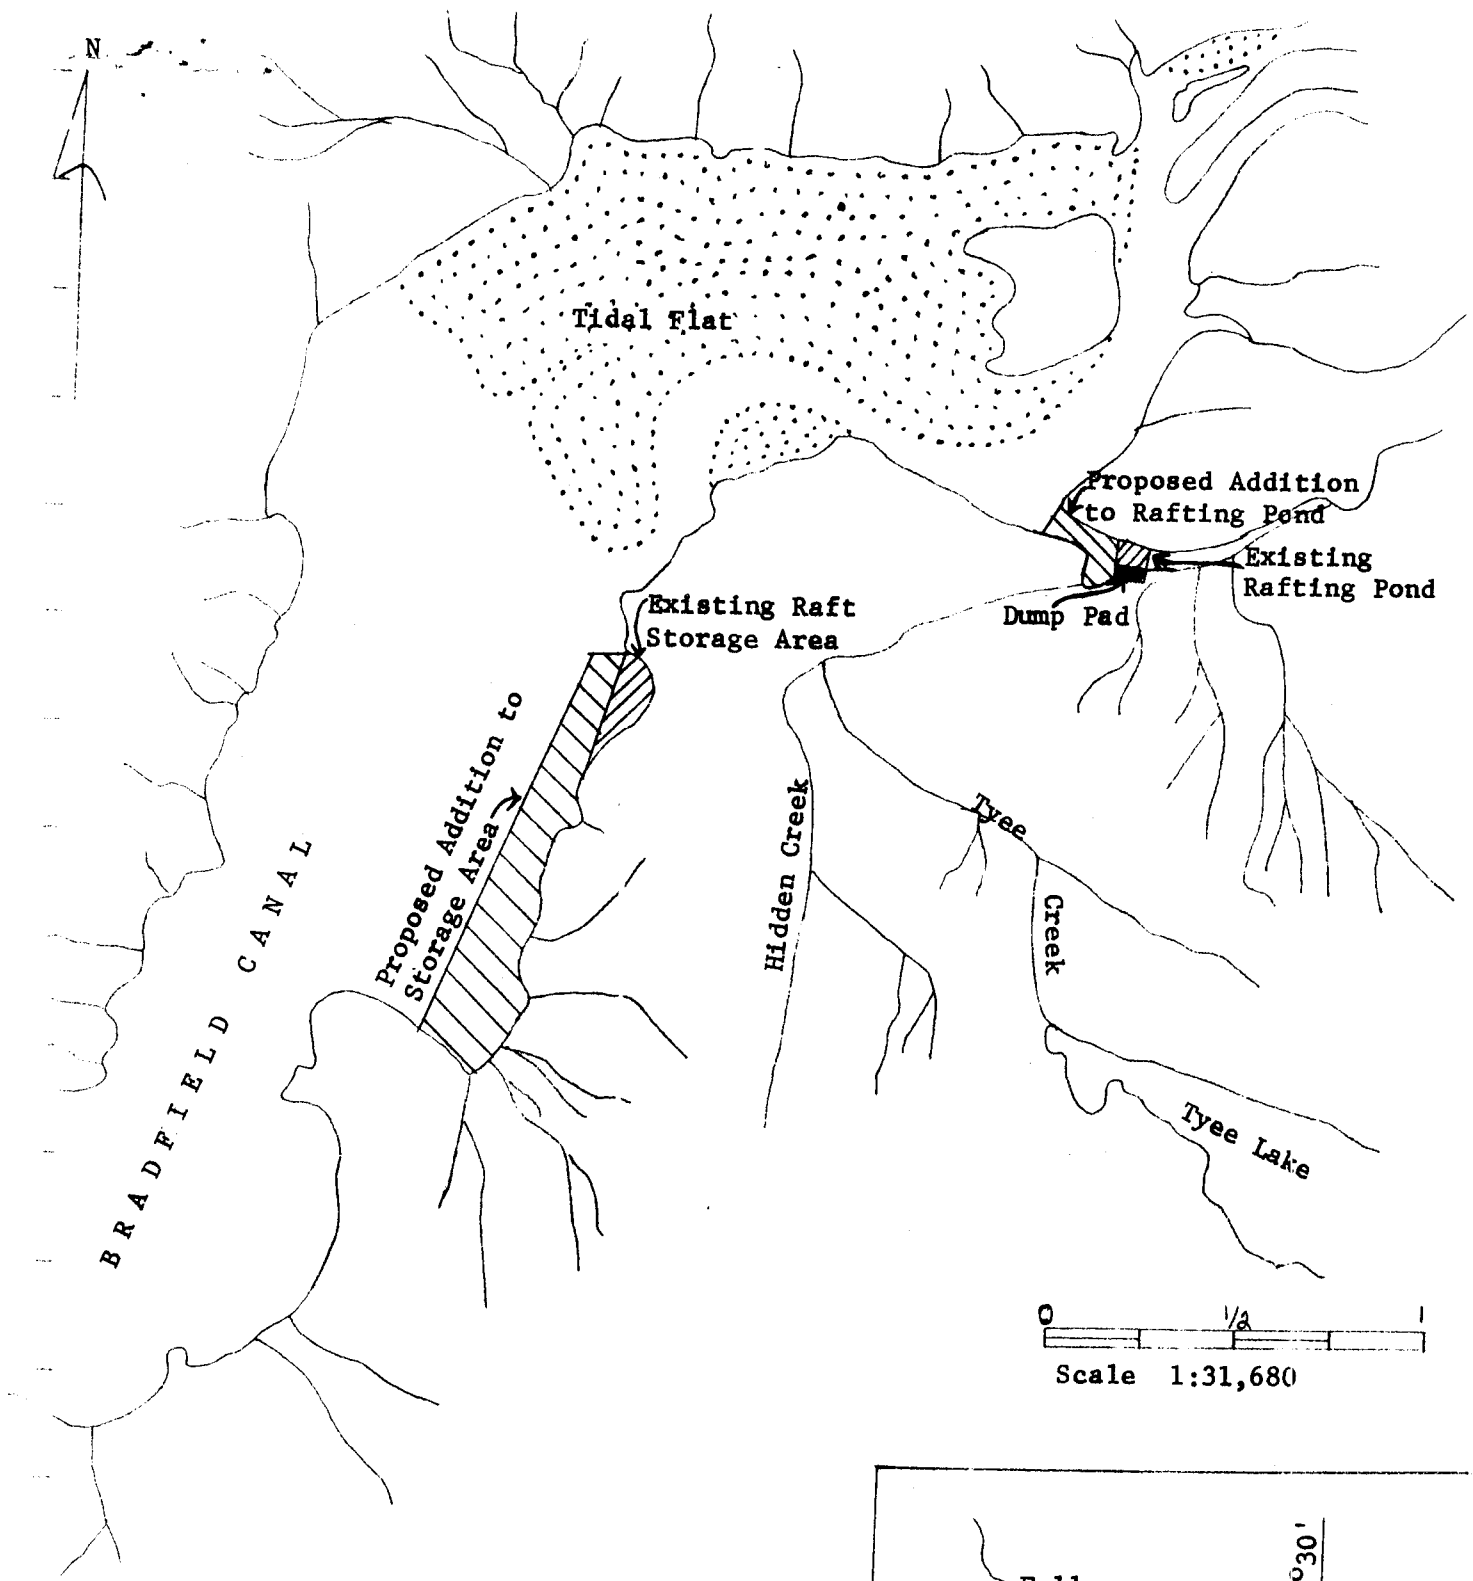 N
Tidal Flat
Proposed Addition
to Rafting Pond
Existing
Rafting Pond
Dump Pad
Existing Raft
Storage Area
Proposed Addition to
Storage Area
Hidden Creek
Tyee
Creek
Tyee Lake
BRADFIELD CANAL
0 1/2 1
Scale 1:31,680
°30'